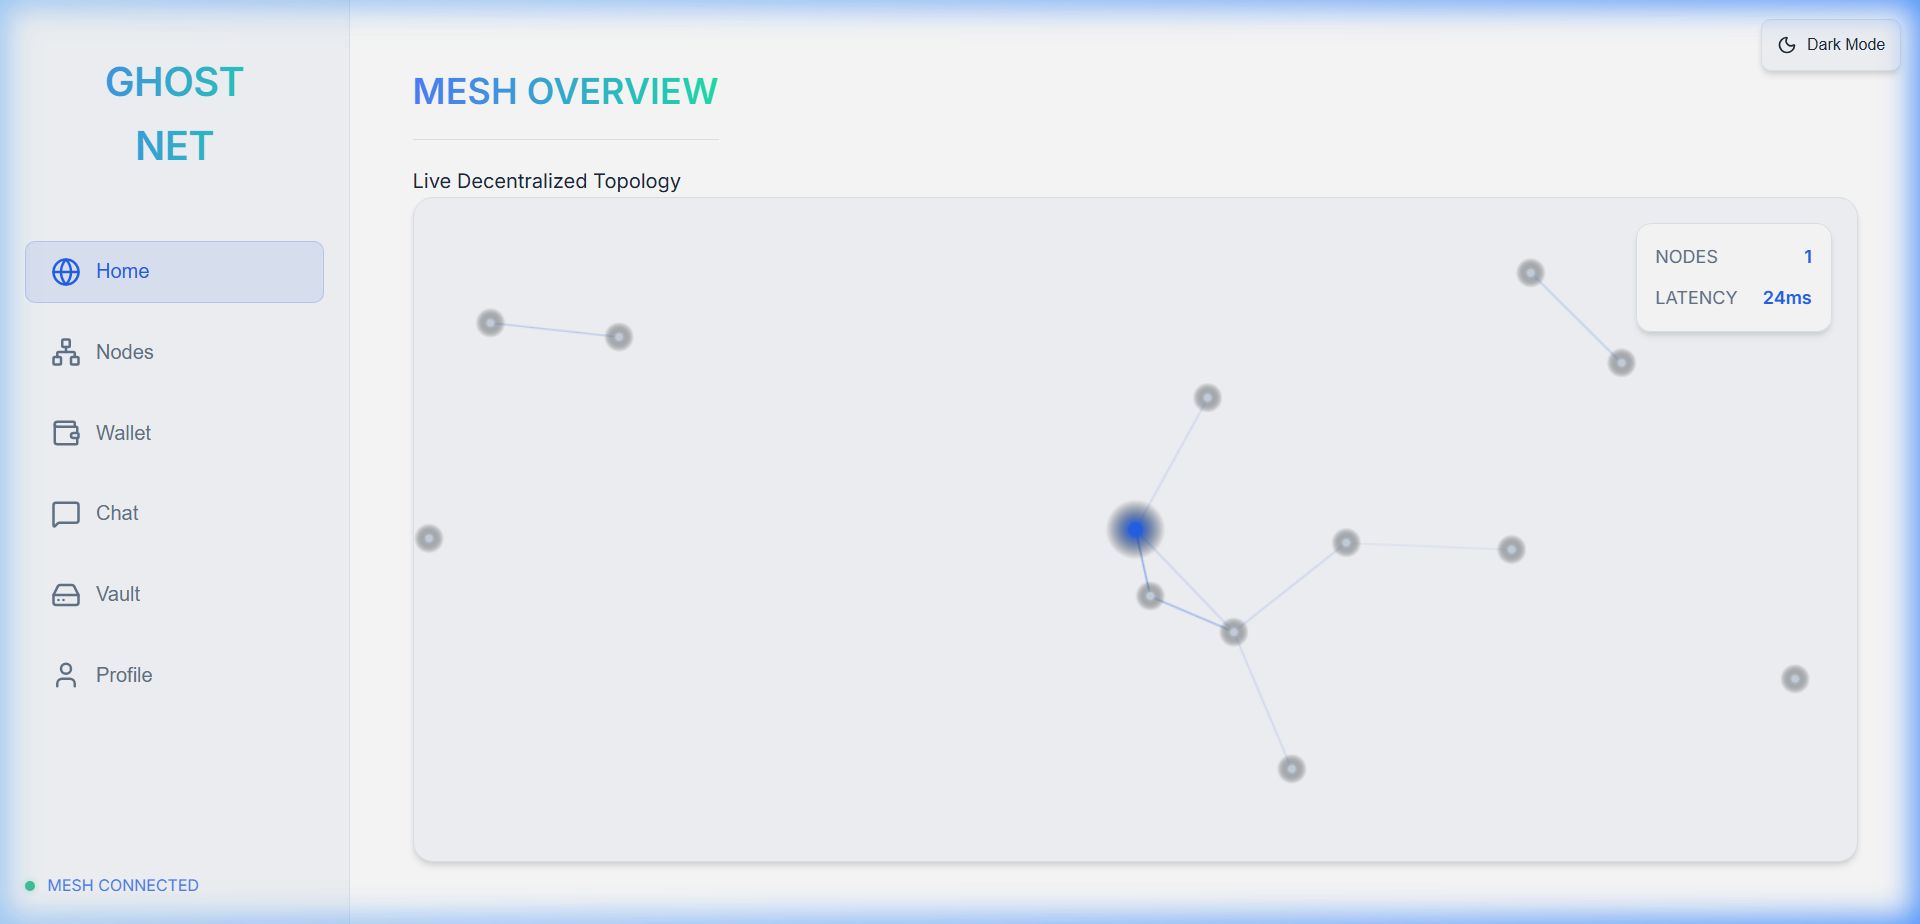 GHOST
NET
Home
Nodes
Wallet
Chat
Vault
Profile
MESH CONNECTED
MESH OVERVIEW
Live Decentralized Topology
NODES 1
LATENCY 24ms
Dark Mode